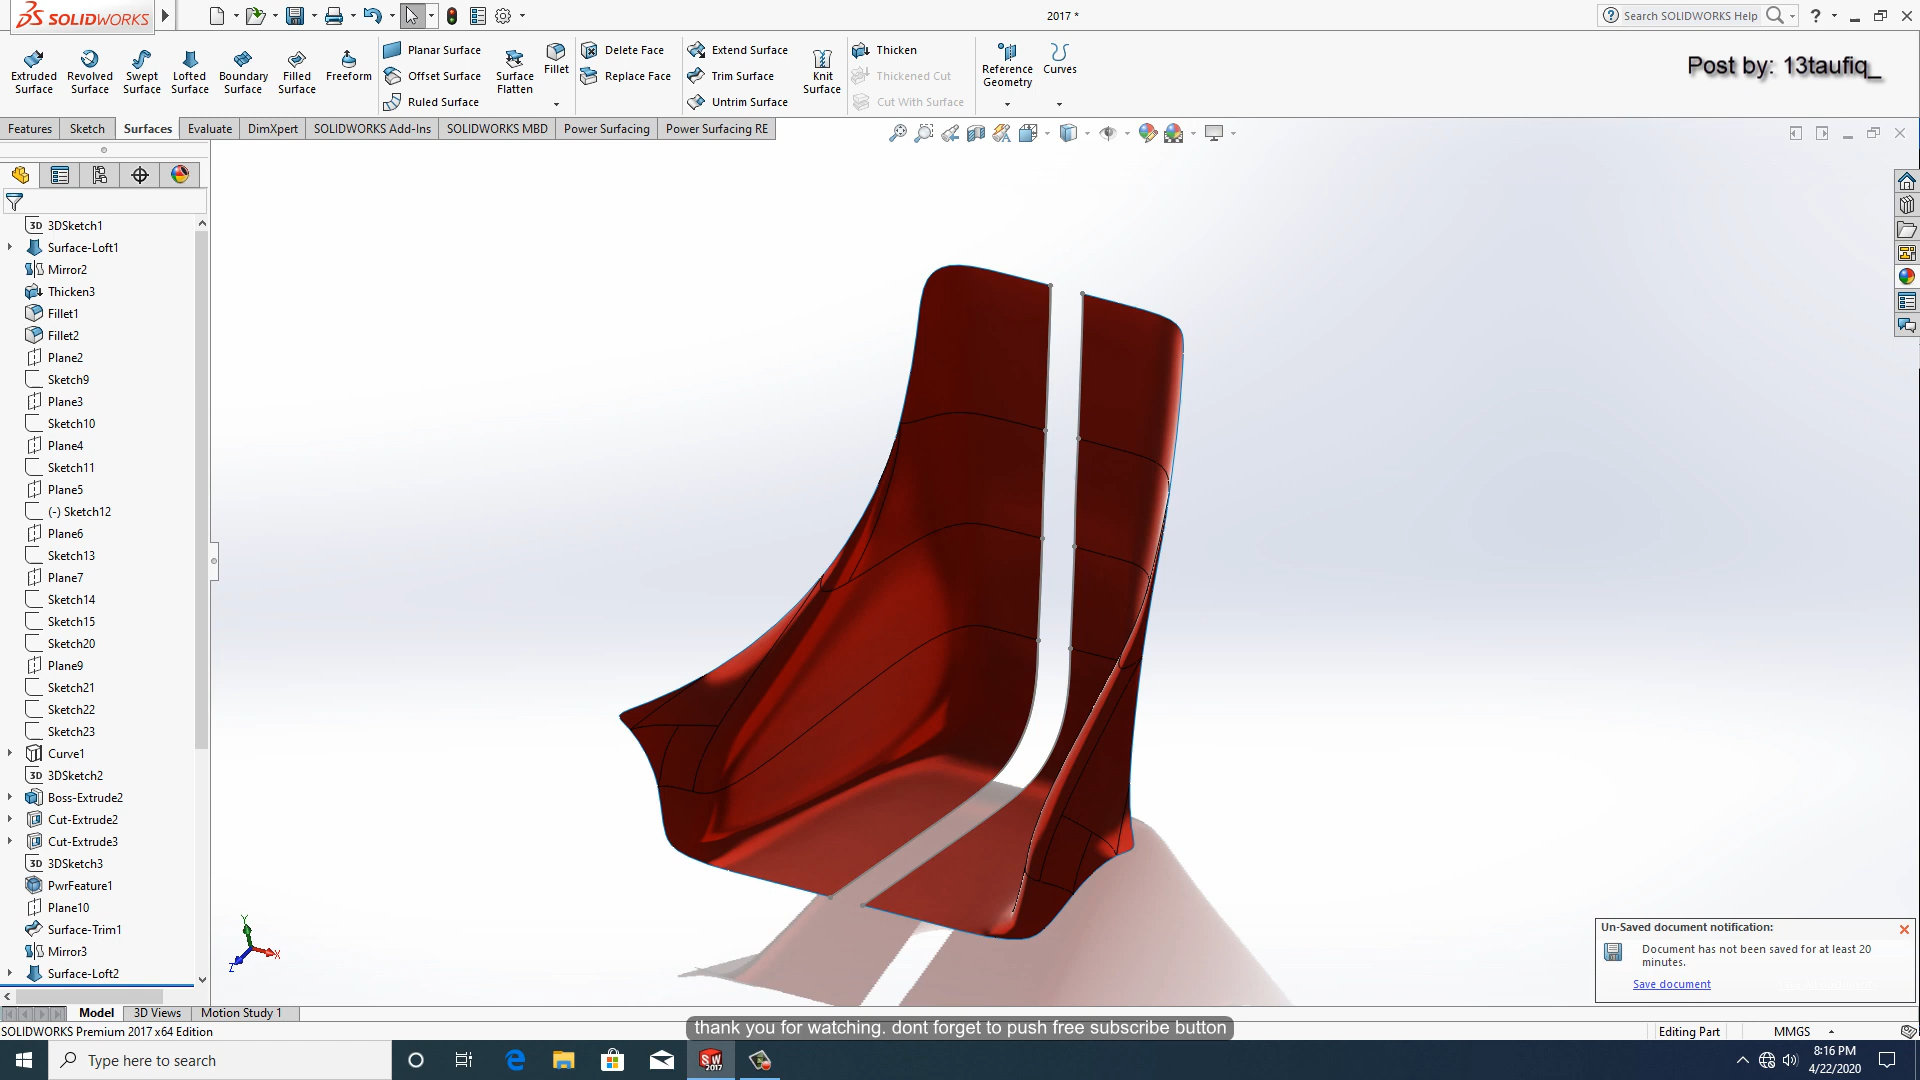 SOLIDWORKS
2017 *
Search SOLIDWORKS Help
Extruded Surface
Revolved Surface
Swept Surface
Lofted Surface
Boundary Surface
Filled Surface
Freeform
Planar Surface
Offset Surface
Ruled Surface
Surface Flatten
Fillet
Delete Face
Replace Face
Extend Surface
Trim Surface
Untrim Surface
Knit Surface
Thicken
Thickened Cut
Cut With Surface
Reference Geometry
Curves
Post by: 13taufiq_
Features
Sketch
Surfaces
Evaluate
DimXpert
SOLIDWORKS Add-Ins
SOLIDWORKS MBD
Power Surfacing
Power Surfacing RE
3D 3DSketch1
Surface-Loft1
Mirror2
Thicken3
Fillet1
Fillet2
Plane2
Sketch9
Plane3
Sketch10
Plane4
Sketch11
Plane5
(-) Sketch12
Plane6
Sketch13
Plane7
Sketch14
Sketch15
Sketch20
Plane9
Sketch21
Sketch22
Sketch23
Curve1
3D 3DSketch2
Boss-Extrude2
Cut-Extrude2
Cut-Extrude3
3D 3DSketch3
PwrFeature1
Plane10
Surface-Trim1
Mirror3
Surface-Loft2
Y
X
Z
Un-Saved document notification:
Document has not been saved for at least 20
minutes.
Save document
Model
3D Views
Motion Study 1
SOLIDWORKS Premium 2017 x64 Edition
thank you for watching. dont forget to push free subscribe button
Editing Part
MMGS
Type here to search
SW
2017
8:16 PM
4/22/2020